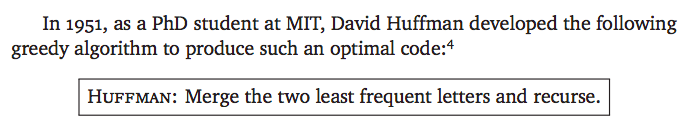 In 1951, as a PhD student at MIT, David Huffman developed the following
greedy algorithm to produce such an optimal code:⁴
HUFFMAN: Merge the two least frequent letters and recurse.